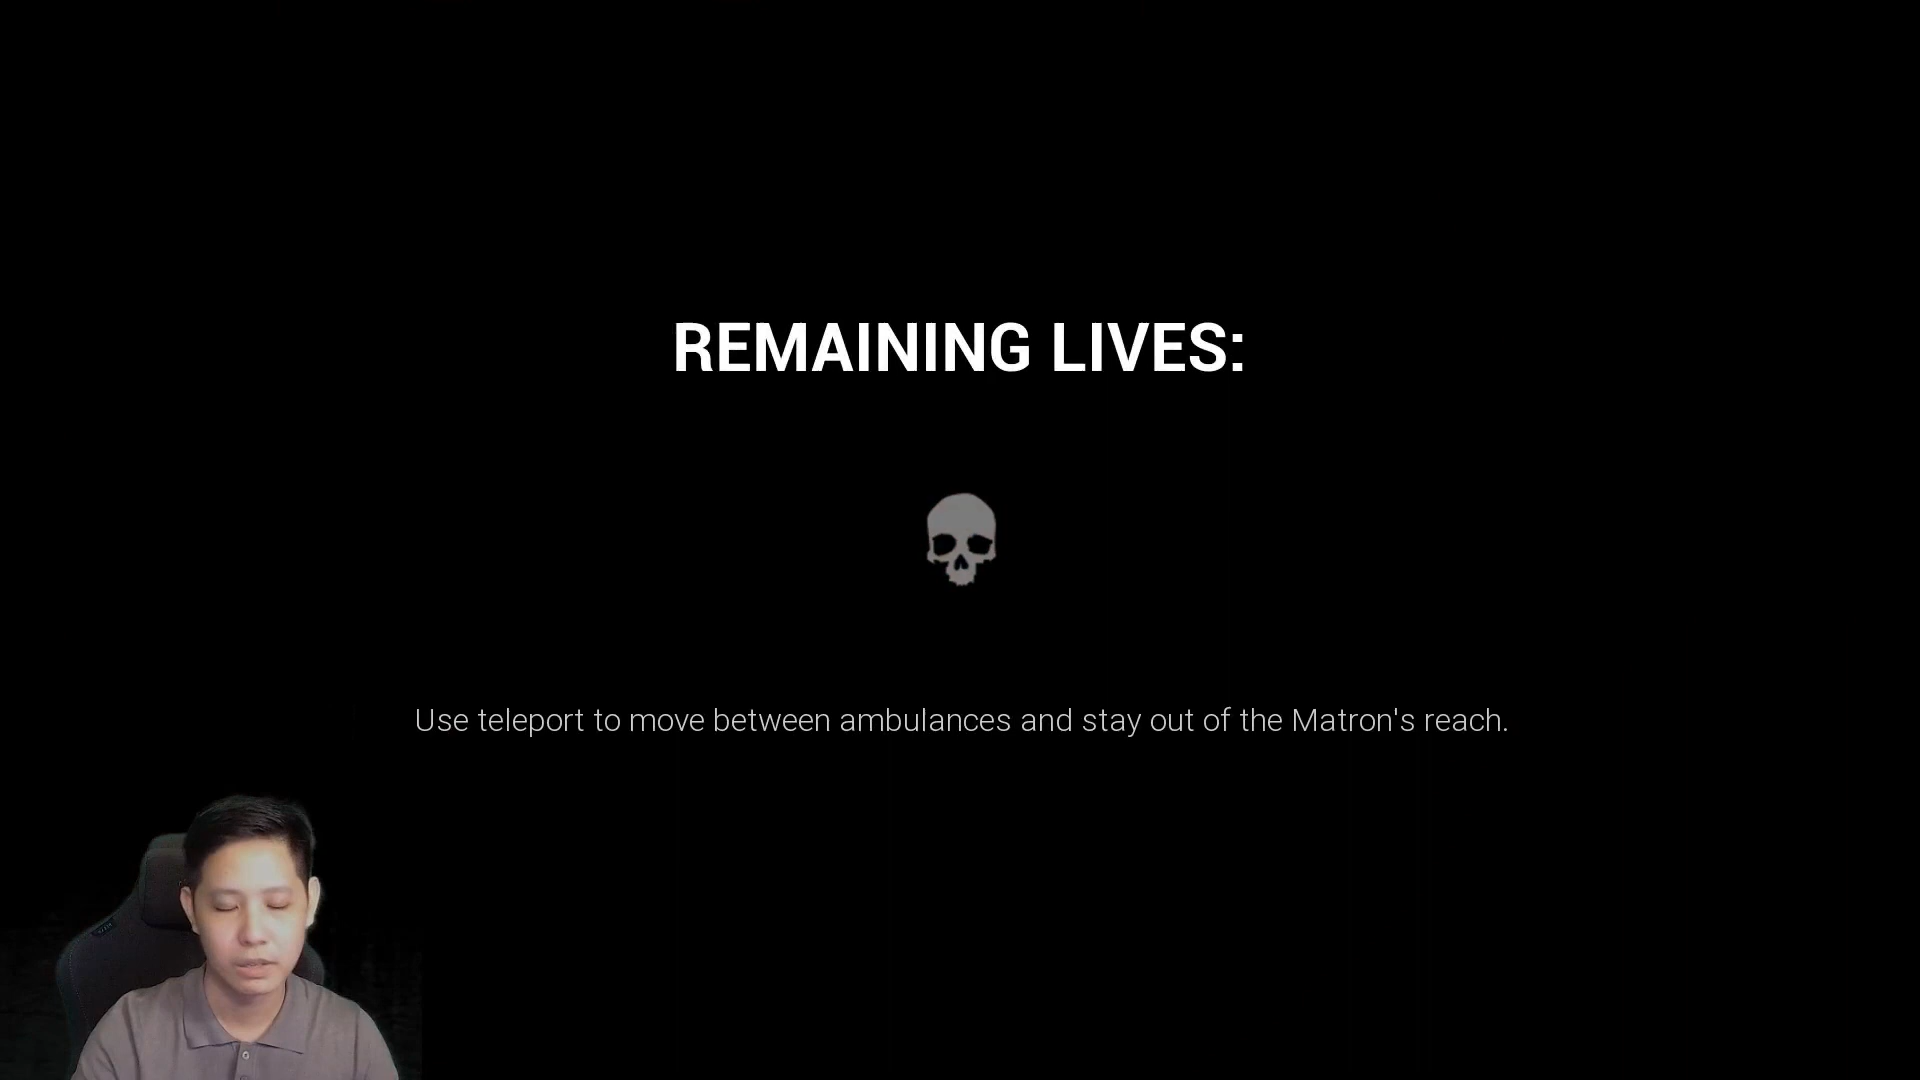 REMAINING LIVES:
Use teleport to move between ambulances and stay out of the Matron's reach.